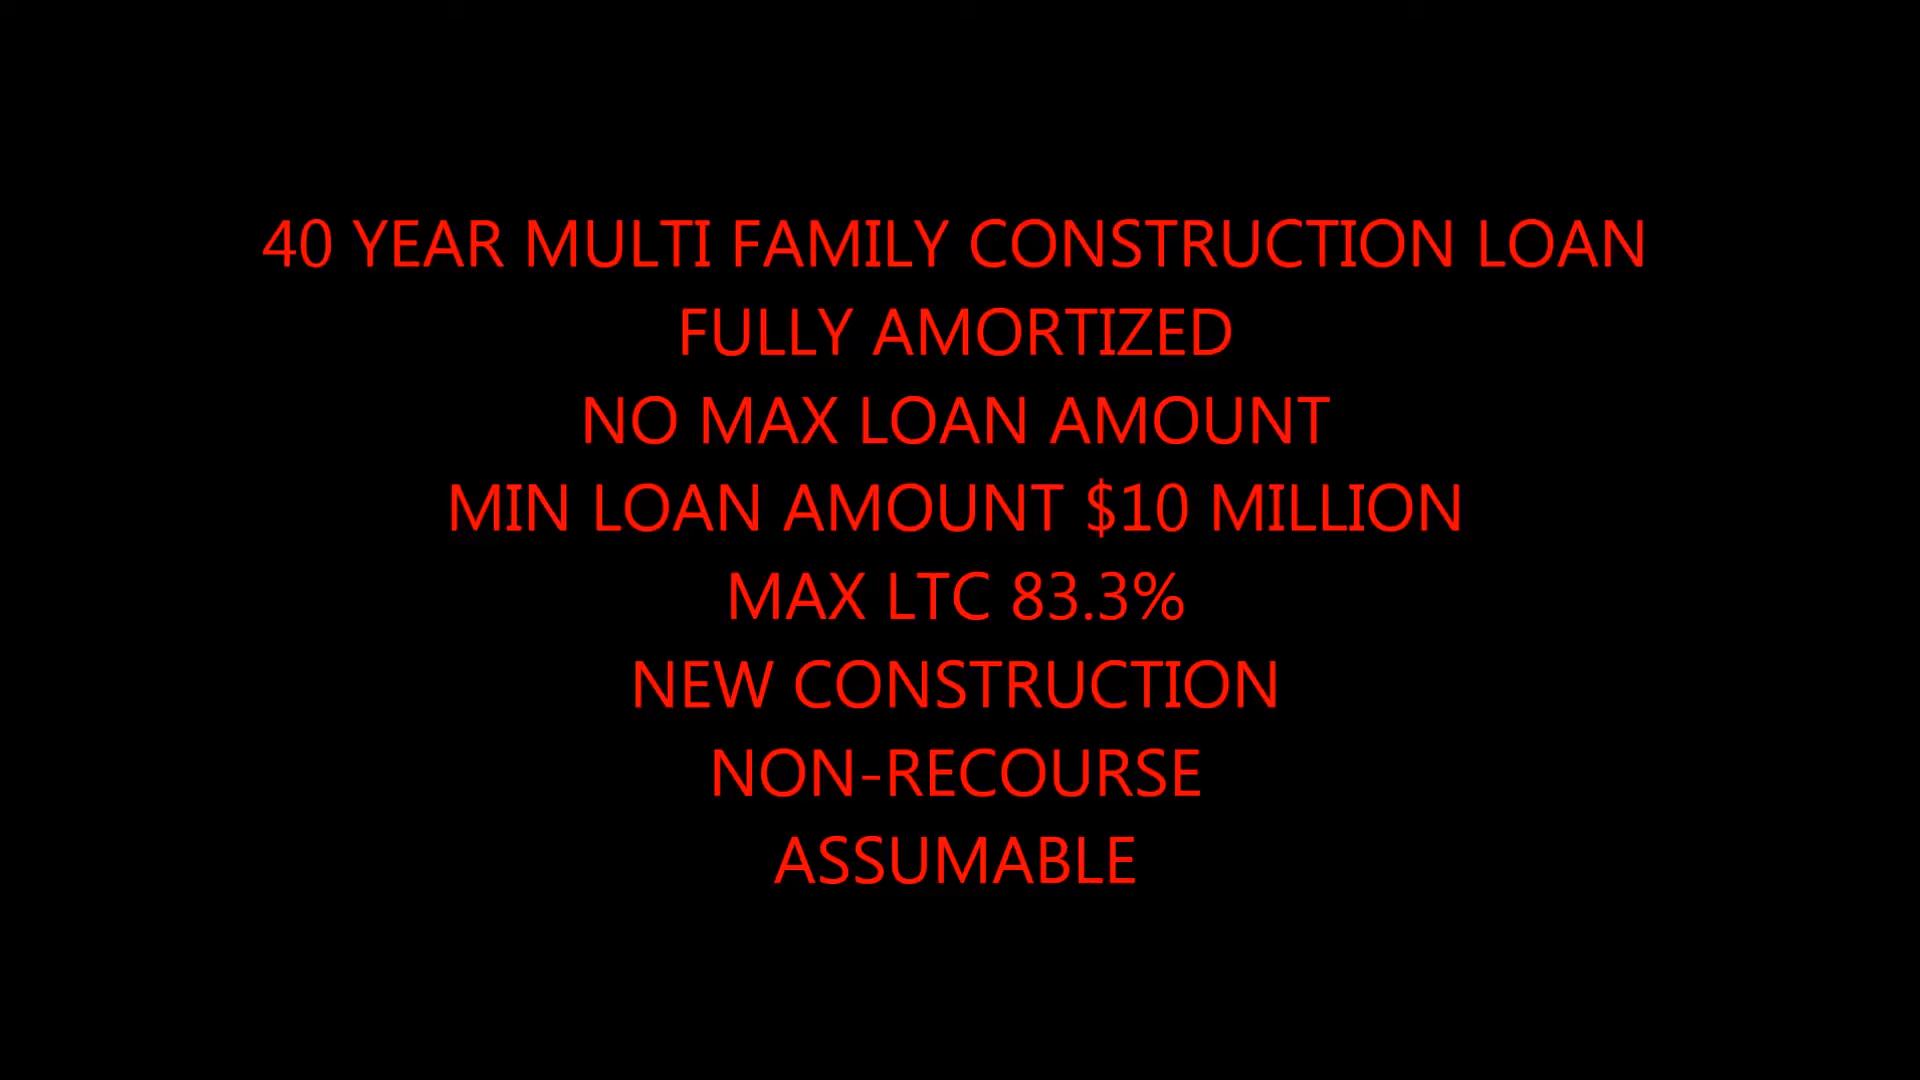 40 YEAR MULTI FAMILY CONSTRUCTION LOAN
FULLY AMORTIZED
NO MAX LOAN AMOUNT
MIN LOAN AMOUNT $10 MILLION
MAX LTC 83.3%
NEW CONSTRUCTION
NON-RECOURSE
ASSUMABLE